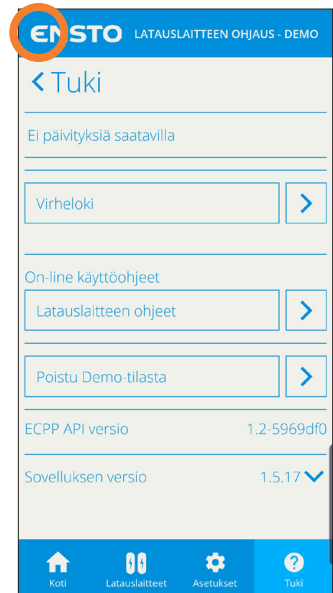 ENSTO LATAUSLAITTEEN OHJAUS - DEMO
Tuki
Ei päivityksiä saatavilla
Virheloki
On-line käyttöohjeet
Latauslaitteen ohjeet
Poistu Demo-tilasta
ECPP API versio 1.2-5969df0
Sovelluksen versio 1.5.17
Koti Latauslaitteet Asetukset Tuki